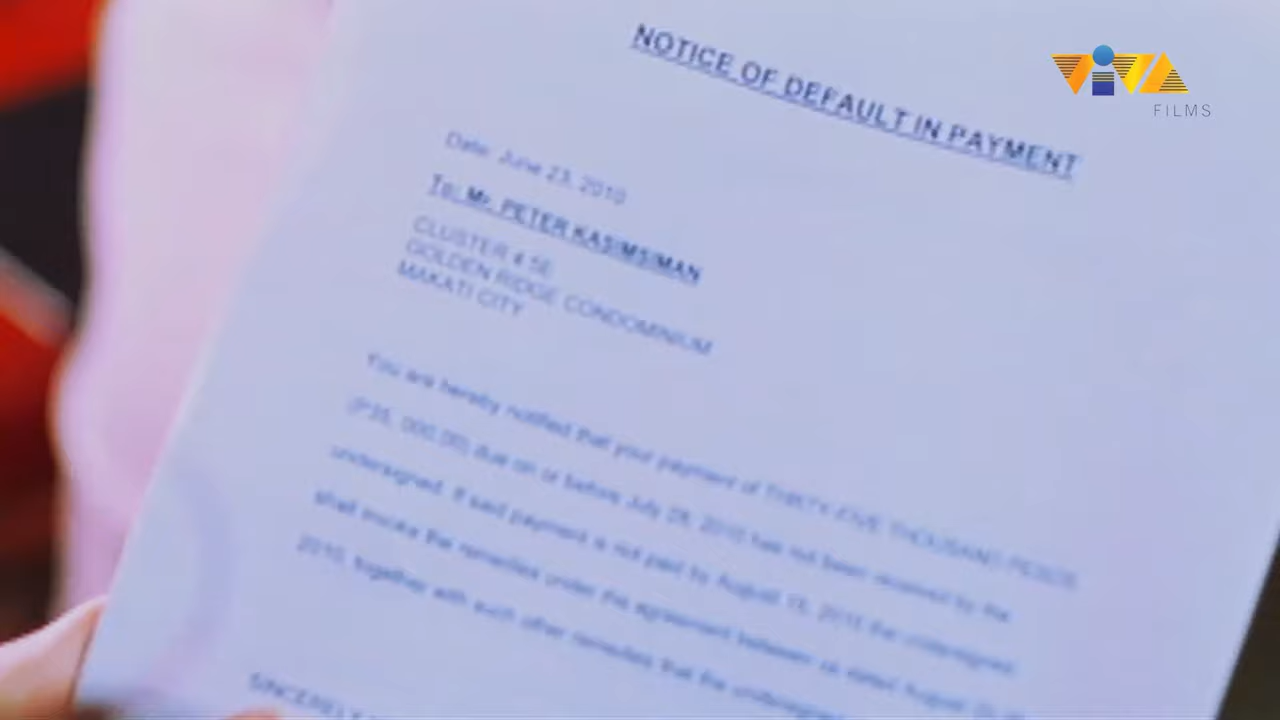 VIVA
FILMS
NOTICE OF DEFAULT IN PAYMENT
Date: June 23, 2010
To: Mr. PETER KASIMSIMAN
CLUSTER # 5E
GOLDEN RIDGE CONDOMINIUM
MAKATI CITY
You are hereby notified that your payment of THIRTY-FIVE THOUSAND PESOS
(P35, 000.00) due on or before July 28, 2010 has not been received by the
undersigned. If said payment is not paid by August 15, 2010 the undersigned
shall invoke the remedies under the agreement between us dated August
2010, together with such other remedies that the undersigned
SINCERELY